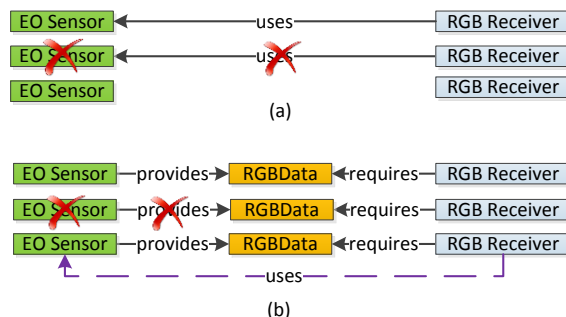 EO Sensor uses RGB Receiver
EO Sensor uses RGB Receiver
EO Sensor RGB Receiver
(a)
EO Sensor provides RGBData requires RGB Receiver
EO Sensor provides RGBData requires RGB Receiver
EO Sensor provides RGBData requires RGB Receiver
uses
(b)